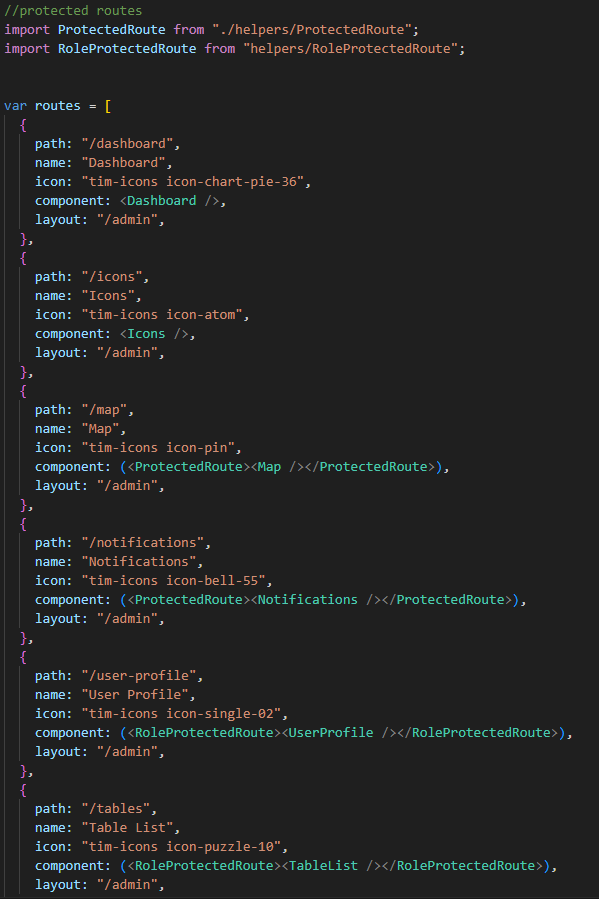 //protected routes
import ProtectedRoute from "./helpers/ProtectedRoute";
import RoleProtectedRoute from "helpers/RoleProtectedRoute";
var routes = [
  {
    path: "/dashboard",
    name: "Dashboard",
    icon: "tim-icons icon-chart-pie-36",
    component: <Dashboard />,
    layout: "/admin",
  },
  {
    path: "/icons",
    name: "Icons",
    icon: "tim-icons icon-atom",
    component: <Icons />,
    layout: "/admin",
  },
  {
    path: "/map",
    name: "Map",
    icon: "tim-icons icon-pin",
    component: (<ProtectedRoute><Map /></ProtectedRoute>),
    layout: "/admin",
  },
  {
    path: "/notifications",
    name: "Notifications",
    icon: "tim-icons icon-bell-55",
    component: (<ProtectedRoute><Notifications /></ProtectedRoute>),
    layout: "/admin",
  },
  {
    path: "/user-profile",
    name: "User Profile",
    icon: "tim-icons icon-single-02",
    component: (<RoleProtectedRoute><UserProfile /></RoleProtectedRoute>),
    layout: "/admin",
  },
  {
    path: "/tables",
    name: "Table List",
    icon: "tim-icons icon-puzzle-10",
    component: (<RoleProtectedRoute><TableList /></RoleProtectedRoute>),
    layout: "/admin",